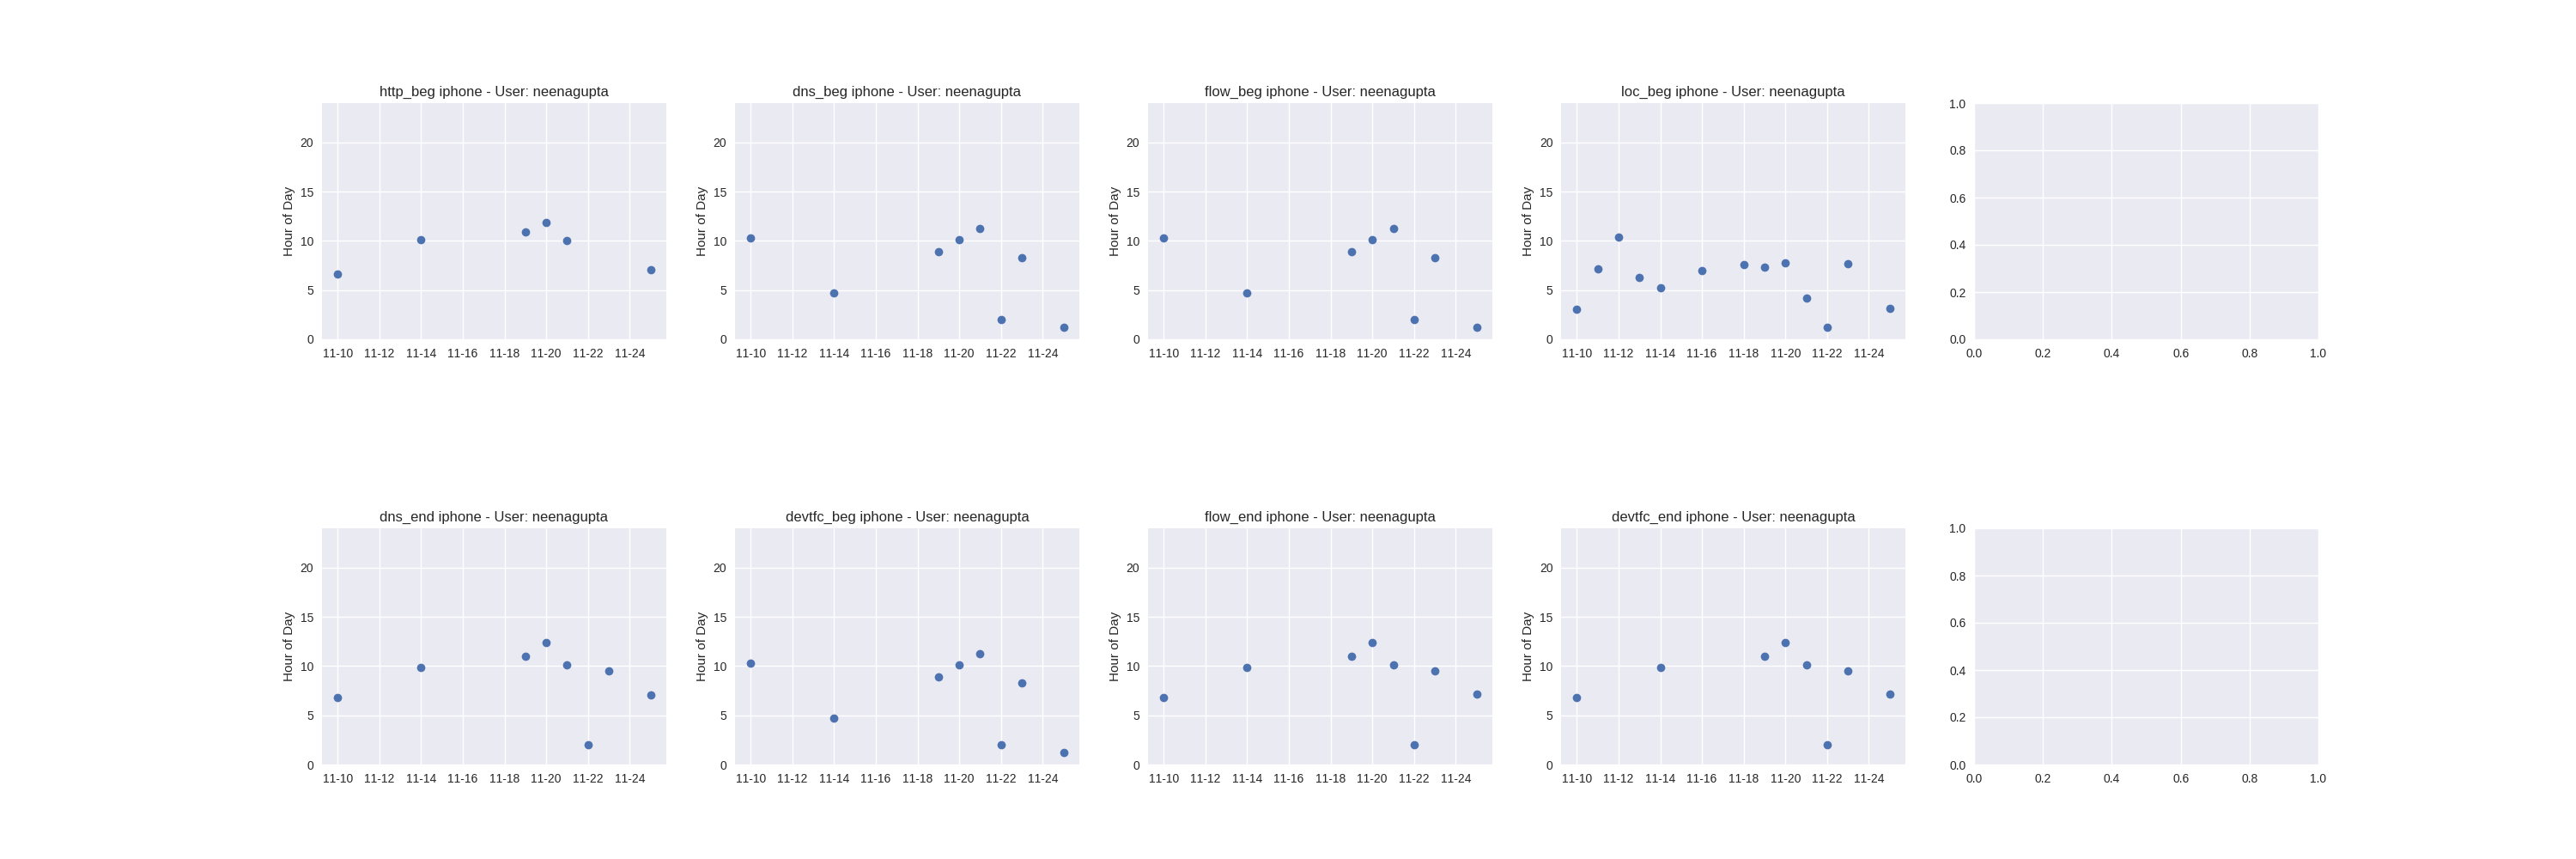 http_beg iphone - User: neenagupta
Hour of Day
20
15
10
5
0
11-10 11-12 11-14 11-16 11-18 11-20 11-22 11-24
dns_beg iphone - User: neenagupta
Hour of Day
20
15
10
5
0
11-10 11-12 11-14 11-16 11-18 11-20 11-22 11-24
flow_beg iphone - User: neenagupta
Hour of Day
20
15
10
5
0
11-10 11-12 11-14 11-16 11-18 11-20 11-22 11-24
loc_beg iphone - User: neenagupta
Hour of Day
20
15
10
5
0
11-10 11-12 11-14 11-16 11-18 11-20 11-22 11-24
1.0
0.8
0.6
0.4
0.2
0.0
0.0 0.2 0.4 0.6 0.8 1.0
dns_end iphone - User: neenagupta
Hour of Day
20
15
10
5
0
11-10 11-12 11-14 11-16 11-18 11-20 11-22 11-24
devtfc_beg iphone - User: neenagupta
Hour of Day
20
15
10
5
0
11-10 11-12 11-14 11-16 11-18 11-20 11-22 11-24
flow_end iphone - User: neenagupta
Hour of Day
20
15
10
5
0
11-10 11-12 11-14 11-16 11-18 11-20 11-22 11-24
devtfc_end iphone - User: neenagupta
Hour of Day
20
15
10
5
0
11-10 11-12 11-14 11-16 11-18 11-20 11-22 11-24
1.0
0.8
0.6
0.4
0.2
0.0
0.0 0.2 0.4 0.6 0.8 1.0